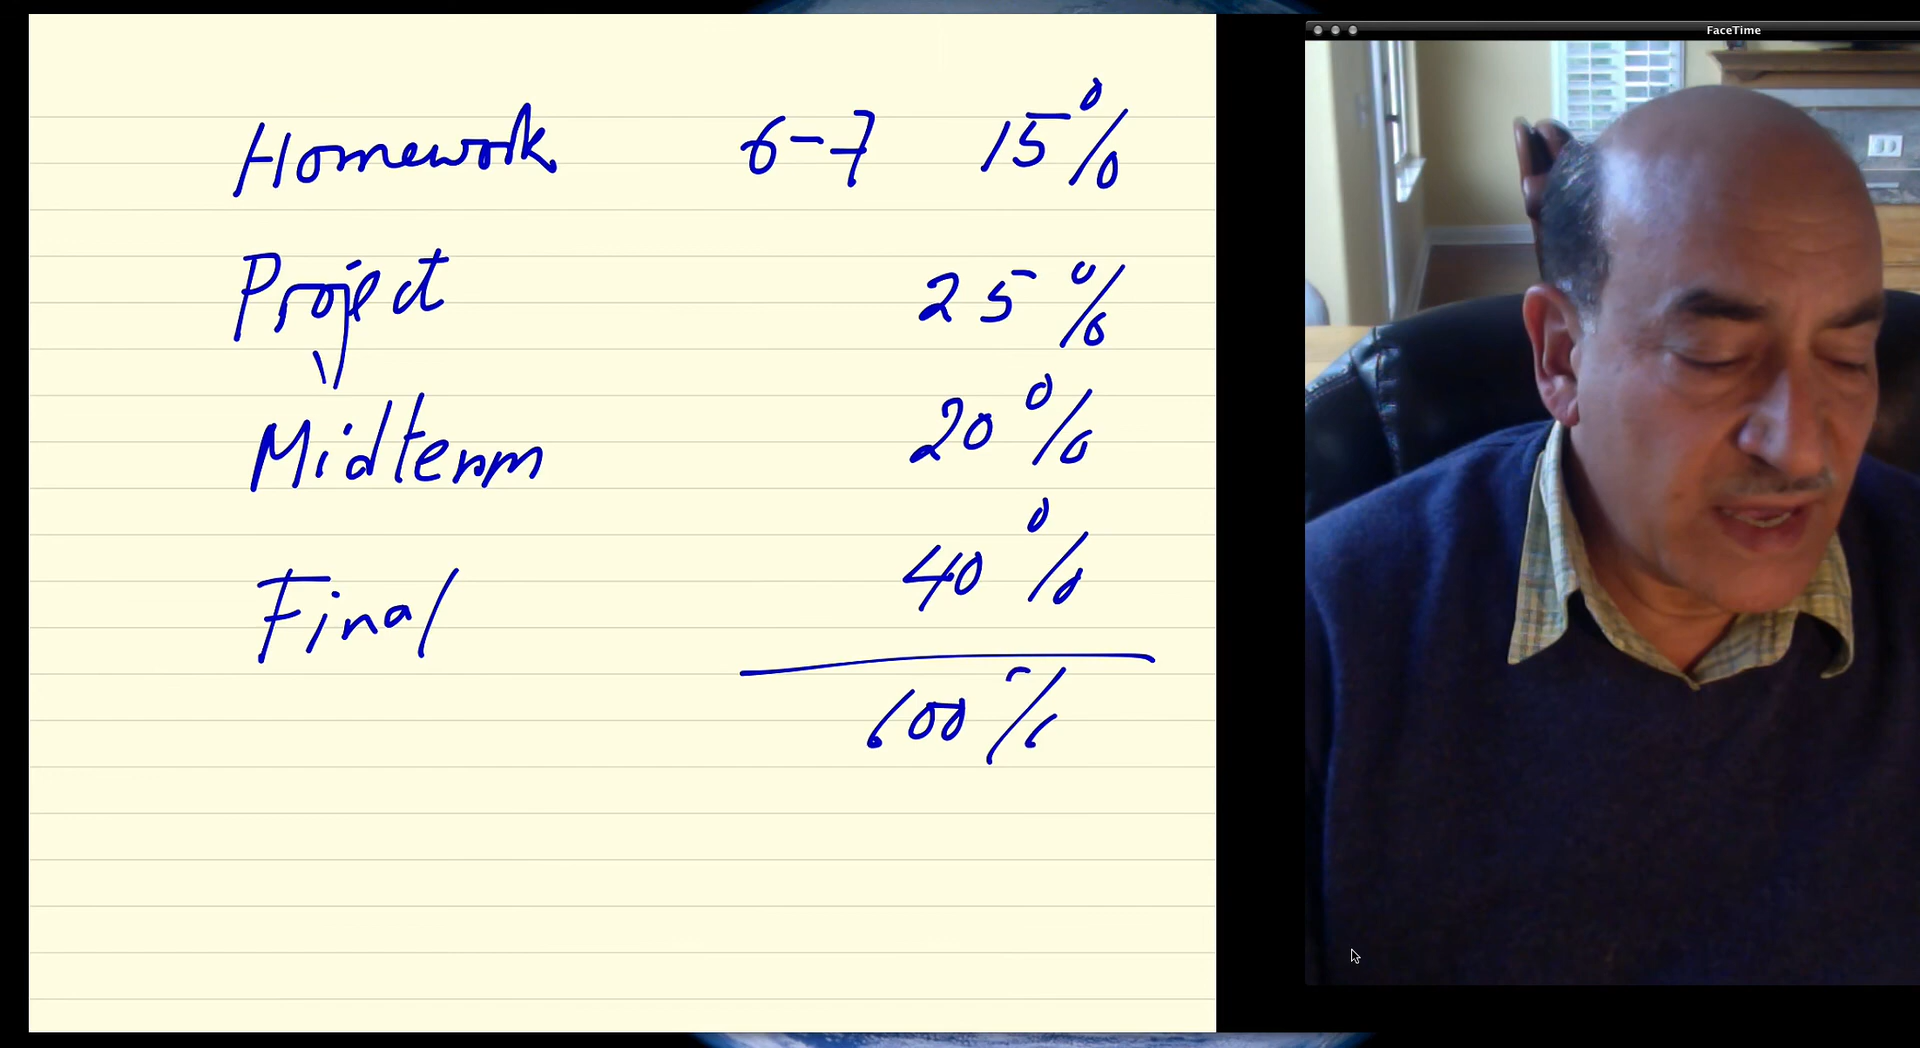 Homework 6-7 15%
Project 25%
Midterm 20%
Final 40%
100%
FaceTime